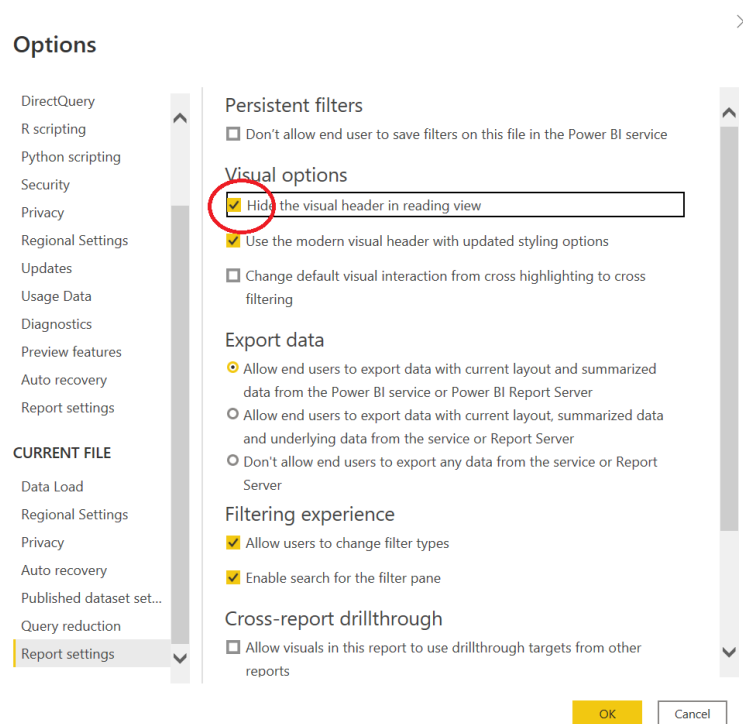 Options
DirectQuery
R scripting
Python scripting
Security
Privacy
Regional Settings
Updates
Usage Data
Diagnostics
Preview features
Auto recovery
Report settings
CURRENT FILE
Data Load
Regional Settings
Privacy
Auto recovery
Published dataset set...
Query reduction
Report settings
Persistent filters
Don't allow end user to save filters on this file in the Power BI service
Visual options
Hide the visual header in reading view
Use the modern visual header with updated styling options
Change default visual interaction from cross highlighting to cross
filtering
Export data
Allow end users to export data with current layout and summarized
data from the Power BI service or Power BI Report Server
Allow end users to export data with current layout, summarized data
and underlying data from the service or Report Server
Don't allow end users to export any data from the service or Report
Server
Filtering experience
Allow users to change filter types
Enable search for the filter pane
Cross-report drillthrough
Allow visuals in this report to use drillthrough targets from other
reports
OK
Cancel